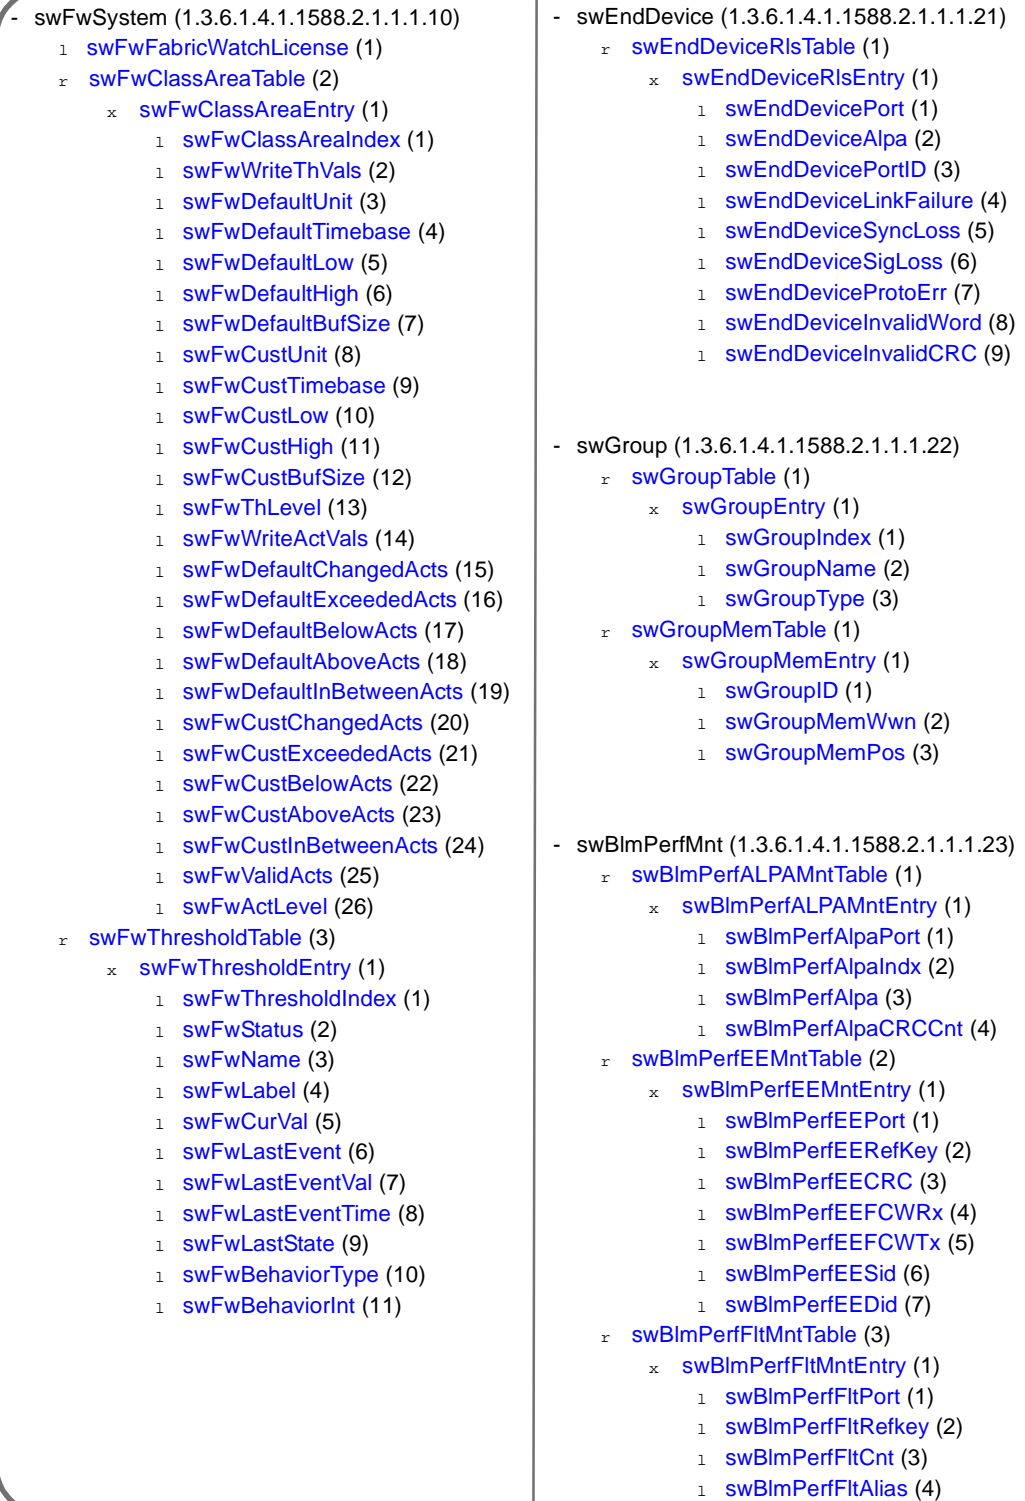 - swFwSystem (1.3.6.1.4.1.1588.2.1.1.1.10)
l swFwFabricWatchLicense (1)
r swFwClassAreaTable (2)
x swFwClassAreaEntry (1)
l swFwClassAreaIndex (1)
l swFwWriteThVals (2)
l swFwDefaultUnit (3)
l swFwDefaultTimebase (4)
l swFwDefaultLow (5)
l swFwDefaultHigh (6)
l swFwDefaultBufSize (7)
l swFwCustUnit (8)
l swFwCustTimebase (9)
l swFwCustLow (10)
l swFwCustHigh (11)
l swFwCustBufSize (12)
l swFwThLevel (13)
l swFwWriteActVals (14)
l swFwDefaultChangedActs (15)
l swFwDefaultExceededActs (16)
l swFwDefaultBelowActs (17)
l swFwDefaultAboveActs (18)
l swFwDefaultInBetweenActs (19)
l swFwCustChangedActs (20)
l swFwCustExceededActs (21)
l swFwCustBelowActs (22)
l swFwCustAboveActs (23)
l swFwCustInBetweenActs (24)
l swFwValidActs (25)
l swFwActLevel (26)
r swFwThresholdTable (3)
x swFwThresholdEntry (1)
l swFwThresholdIndex (1)
l swFwStatus (2)
l swFwName (3)
l swFwLabel (4)
l swFwCurVal (5)
l swFwLastEvent (6)
l swFwLastEventVal (7)
l swFwLastEventTime (8)
l swFwLastState (9)
l swFwBehaviorType (10)
l swFwBehaviorInt (11)
- swEndDevice (1.3.6.1.4.1.1588.2.1.1.1.21)
r swEndDeviceRlsTable (1)
x swEndDeviceRlsEntry (1)
l swEndDevicePort (1)
l swEndDeviceAlpa (2)
l swEndDevicePortID (3)
l swEndDeviceLinkFailure (4)
l swEndDeviceSyncLoss (5)
l swEndDeviceSigLoss (6)
l swEndDeviceProtoErr (7)
l swEndDeviceInvalidWord (8)
l swEndDeviceInvalidCRC (9)
- swGroup (1.3.6.1.4.1.1588.2.1.1.1.22)
r swGroupTable (1)
x swGroupEntry (1)
l swGroupIndex (1)
l swGroupName (2)
l swGroupType (3)
r swGroupMemTable (1)
x swGroupMemEntry (1)
l swGroupID (1)
l swGroupMemWwn (2)
l swGroupMemPos (3)
- swBlmPerfMnt (1.3.6.1.4.1.1588.2.1.1.1.23)
r swBlmPerfALPAMntTable (1)
x swBlmPerfALPAMntEntry (1)
l swBlmPerfAlpaPort (1)
l swBlmPerfAlpaIndx (2)
l swBlmPerfAlpa (3)
l swBlmPerfAlpaCRCCnt (4)
r swBlmPerfEEMntTable (2)
x swBlmPerfEEMntEntry (1)
l swBlmPerfEEPort (1)
l swBlmPerfEERefKey (2)
l swBlmPerfEECRC (3)
l swBlmPerfEEFCWRx (4)
l swBlmPerfEEFCWTx (5)
l swBlmPerfEESid (6)
l swBlmPerfEEDid (7)
r swBlmPerfFltMntTable (3)
x swBlmPerfFltMntEntry (1)
l swBlmPerfFltPort (1)
l swBlmPerfFltRefkey (2)
l swBlmPerfFltCnt (3)
l swBlmPerfFltAlias (4)